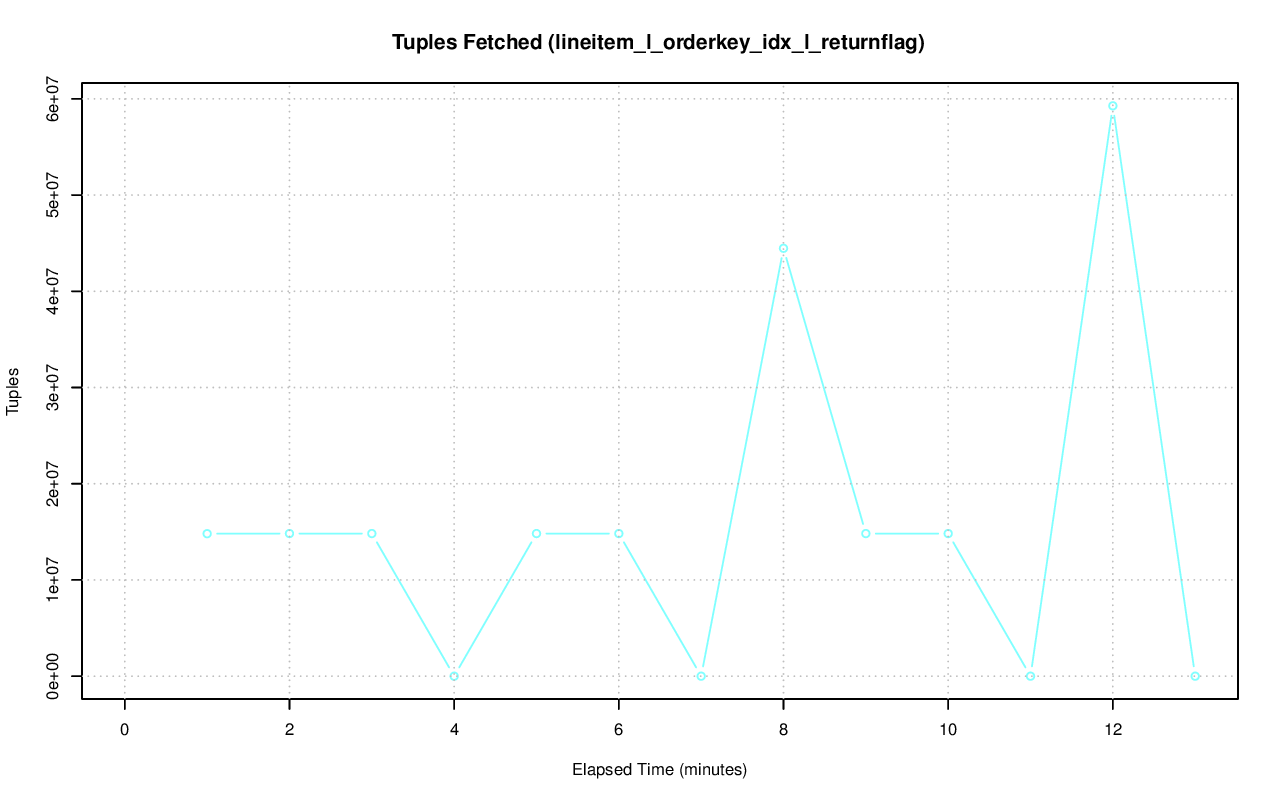 Tuples Fetched (lineitem_l_orderkey_idx_l_returnflag)
6e+07
5e+07
4e+07
3e+07
2e+07
1e+07
0e+00
Tuples
0 2 4 6 8 10 12
Elapsed Time (minutes)